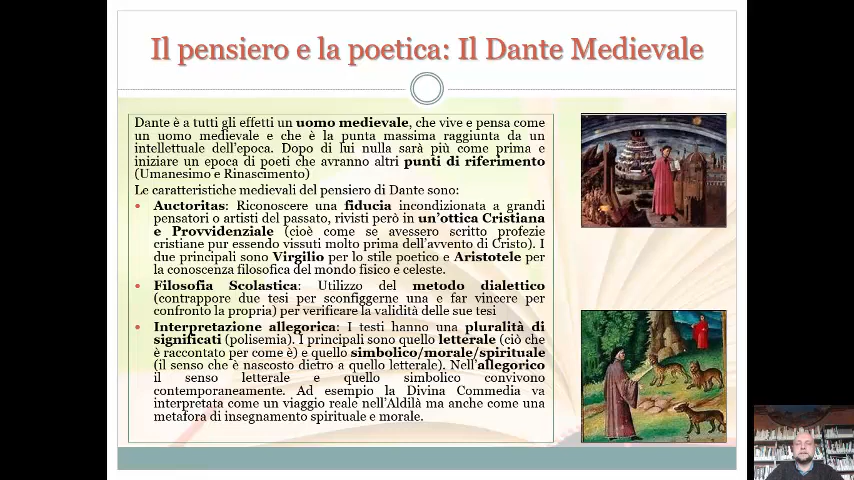 Il pensiero e la poetica: Il Dante Medievale
Dante è a tutti gli effetti un uomo medievale, che vive e pensa come
un uomo medievale e che è la punta massima raggiunta da un
intellettuale dell'epoca. Dopo di lui nulla sarà più come prima e
iniziare un epoca di poeti che avranno altri punti di riferimento
(Umanesimo e Rinascimento)
Le caratteristiche medievali del pensiero di Dante sono:
• Auctoritas: Riconoscere una fiducia incondizionata a grandi
pensatori o artisti del passato, rivisti però in un'ottica Cristiana
e Provvidenziale (cioè come se avessero scritto profezie
cristiane pur essendo vissuti molto prima dell'avvento di Cristo). I
due principali sono Virgilio per lo stile poetico e Aristotele per
la conoscenza filosofica del mondo fisico e celeste.
• Filosofia Scolastica: Utilizzo del metodo dialettico
(contrappore due tesi per sconfiggerne una e far vincere per
confronto la propria) per verificare la validità delle sue tesi
• Interpretazione allegorica: I testi hanno una pluralità di
significati (polisemia). I principali sono quello letterale (ciò che
è raccontato per come è) e quello simbolico/morale/spirituale
(il senso che è nascosto dietro a quello letterale). Nell'allegorico
il senso letterale e quello simbolico convivono
contemporaneamente. Ad esempio la Divina Commedia va
interpretata come un viaggio reale nell'Aldilà ma anche come una
metafora di insegnamento spirituale e morale.